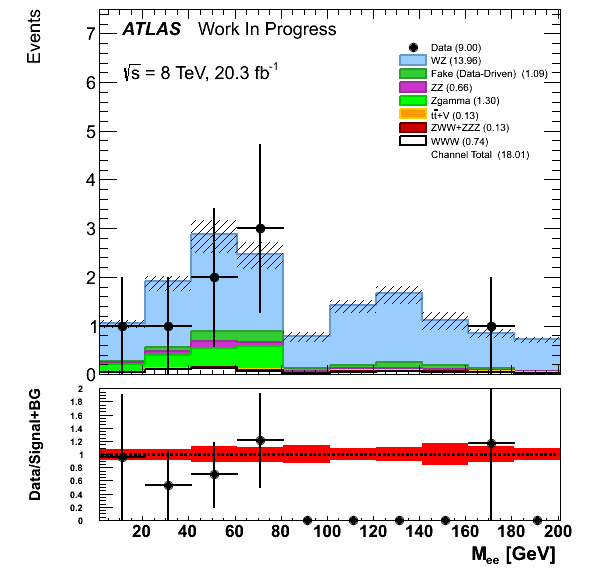 Events
7
6
5
4
3
2
1
0
ATLAS Work In Progress
√s = 8 TeV, 20.3 fb-1
Data (9.00)
WZ (13.96)
Fake (Data-Driven) (1.09)
ZZ (0.66)
Zgamma (1.30)
tt+V (0.13)
ZWW+ZZZ (0.13)
WWW (0.74)
Channel Total (18.01)
Data/Signal+BG
2
1.8
1.6
1.4
1.2
1
0.8
0.6
0.4
0.2
0
20 40 60 80 100 120 140 160 180 200
Mee [GeV]